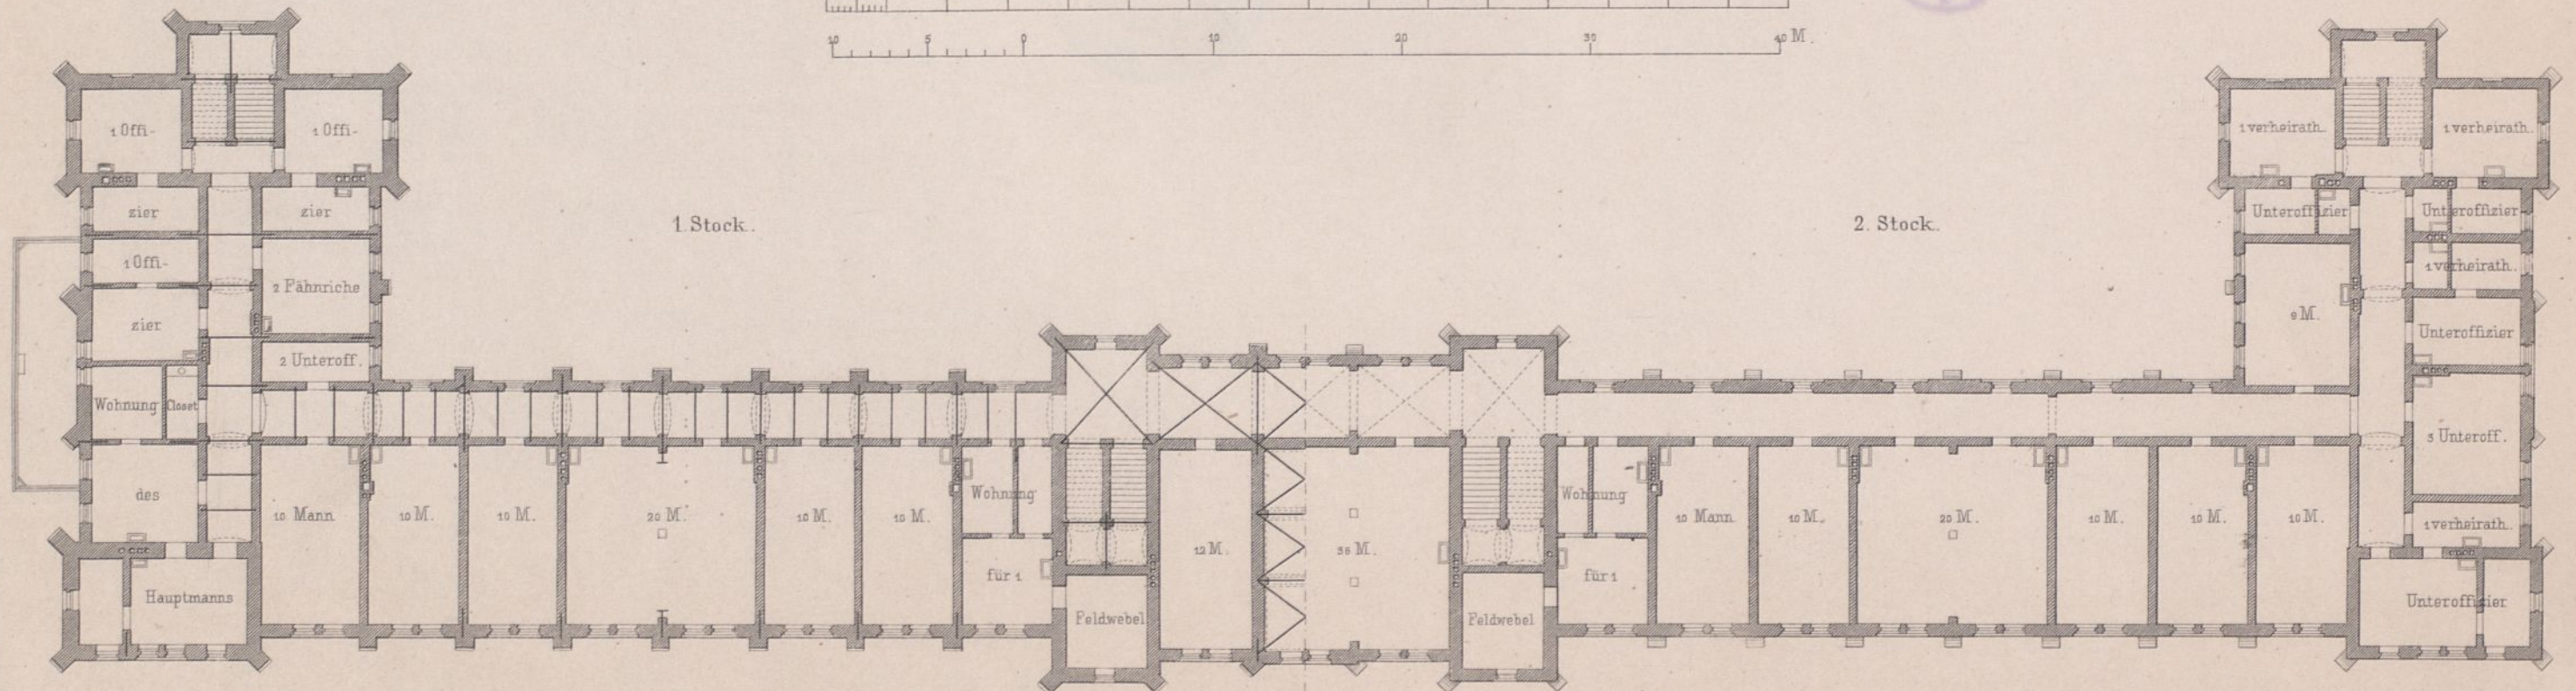 10 5 0 10 20 30 40 M.
1. Stock.
2. Stock.
1 Offi-
1 Offi-
zier
zier
1 Offi-
2 Fähnriche
zier
2 Unteroff.
Wohnung
Closet
des
Hauptmanns
10 Mann
10 M.
10 M.
20 M.
10 M.
10 M.
Wohnung
für 1
Feldwebel
12 M.
36 M.
Feldwebel
Wohnung
für 1
10 Mann
10 M.
20 M.
10 M.
10 M.
10 M.
1 verheirath.
1 verheirath.
Unteroffizier
Unteroffizier
1 verheirath.
9 M.
Unteroffizier
3 Unteroff.
1 verheirath.
Unteroffizier